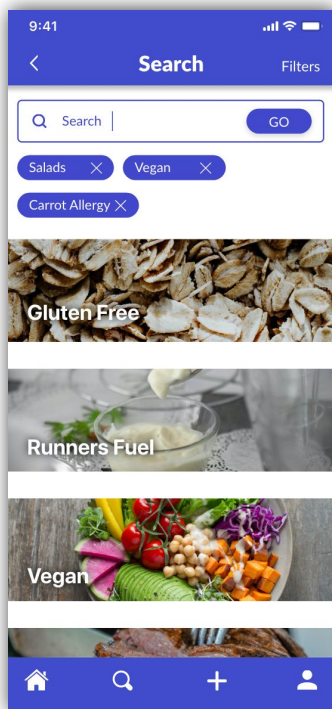 9:41
Search
Filters
Search
GO
Salads
Vegan
Carrot Allergy
Gluten Free
Runners Fuel
Vegan